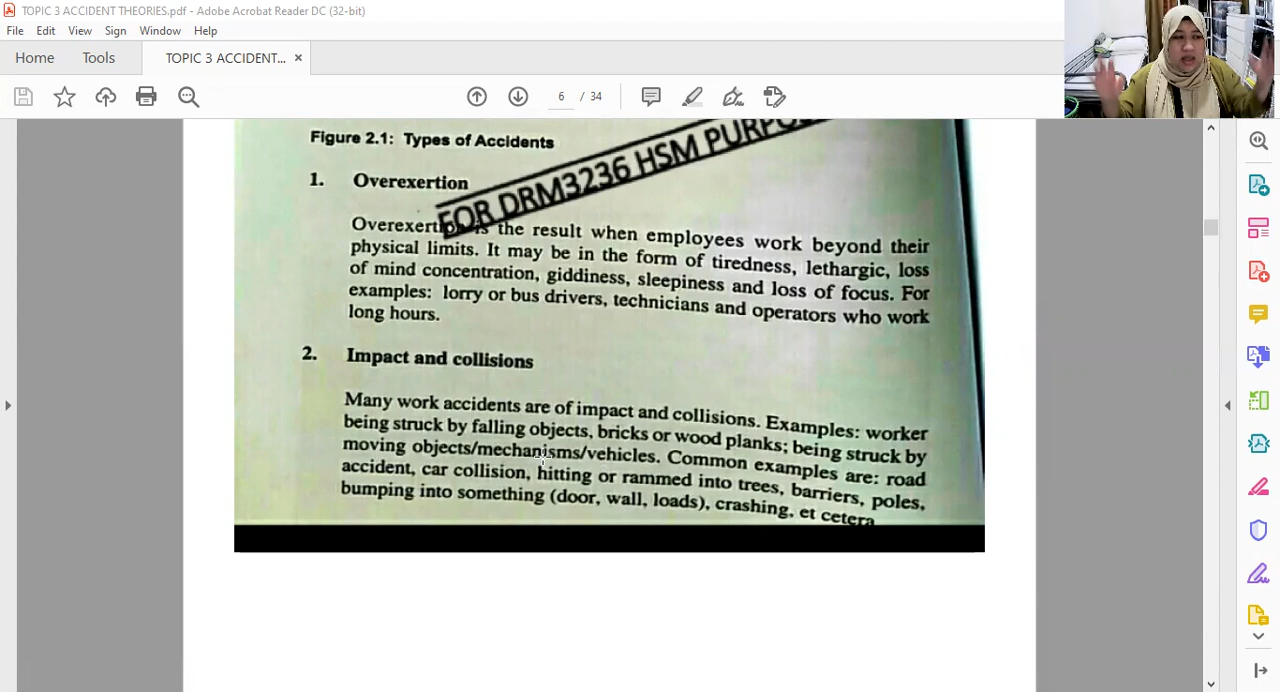 TOPIC 3 ACCIDENT THEORIES.pdf - Adobe Acrobat Reader DC (32-bit)
File Edit View Sign Window Help
Home Tools TOPIC 3 ACCIDENT... ×
6 / 34
Figure 2.1: Types of Accidents
FOR DRM3236 HSM
1. Overexertion
Overexertion is the result when employees work beyond their
physical limits. It may be in the form of tiredness, lethargic, loss
of mind concentration, giddiness, sleepiness and loss of focus. For
examples: lorry or bus drivers, technicians and operators who work
long hours.
2. Impact and collisions
Many work accidents are of impact and collisions. Examples: worker
being struck by falling objects, bricks or wood planks; being struck by
moving objects/mechanisms/vehicles. Common examples are: road
accident, car collision, hitting or rammed into trees, barriers, poles,
bumping into something (door, wall, loads), crashing, et cetera